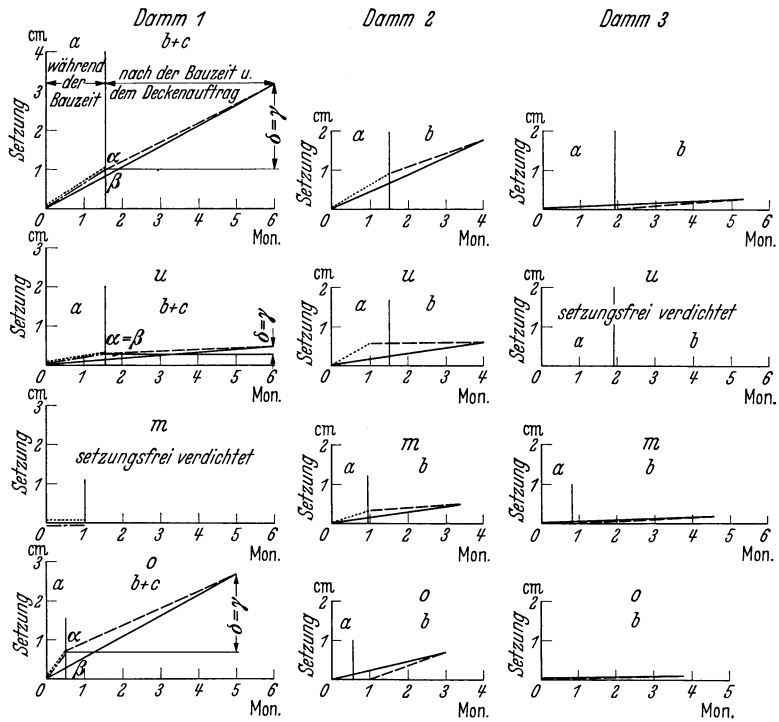 Damm 1 Damm 2 Damm 3
cm a b+c
4
während der Bauzeit
nach der Bauzeit u. dem Deckenauftrag
3
2
1
Setzung
α
β
δ=γ
0 1 2 3 4 5 6
Mon.
cm
2
1
Setzung
a b
0 1 2 3 4
Mon.
cm
2
1
Setzung
a b
0 1 2 3 4 5 6
Mon.
cm
3
2
1
Setzung
u
a b+c
α=β
δ=γ
0 1 2 3 4 5 6
Mon.
cm
2
1
Setzung
u
a b
0 1 2 3 4
Mon.
cm
2
1
Setzung
u
setzungsfrei verdichtet
a b
0 1 2 3 4 5 6
Mon.
cm
3
2
1
Setzung
m
setzungsfrei verdichtet
0 1 2 3 4 5 6
Mon.
cm
2
1
Setzung
m
a b
0 1 2 3 4
Mon.
cm
2
1
Setzung
m
a b
0 1 2 3 4 5 6
Mon.
cm
3
2
1
Setzung
o
a b+c
α
β
δ=γ
0 1 2 3 4 5 6
Mon.
cm
2
1
Setzung
o
a b
0 1 2 3 4
Mon.
cm
2
1
Setzung
o
b
0 1 2 3 4 5
Mon.